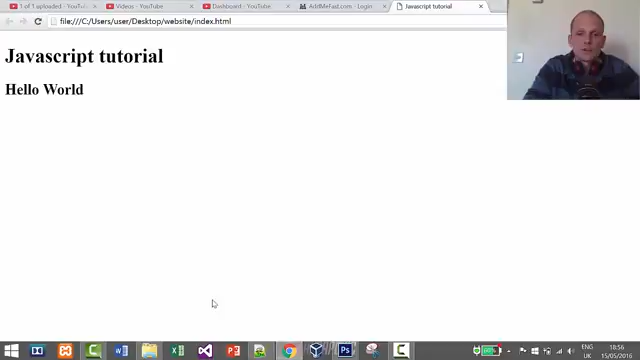 1 of 1 uploaded - YouTu
Videos - YouTube
Dashboard - YouTube
AddMeFast.com - Login
Javascript tutorial
file:///C:/Users/user/Desktop/website/index.html
Javascript tutorial
Hello World
ENG
18:56
UK
15/05/2016